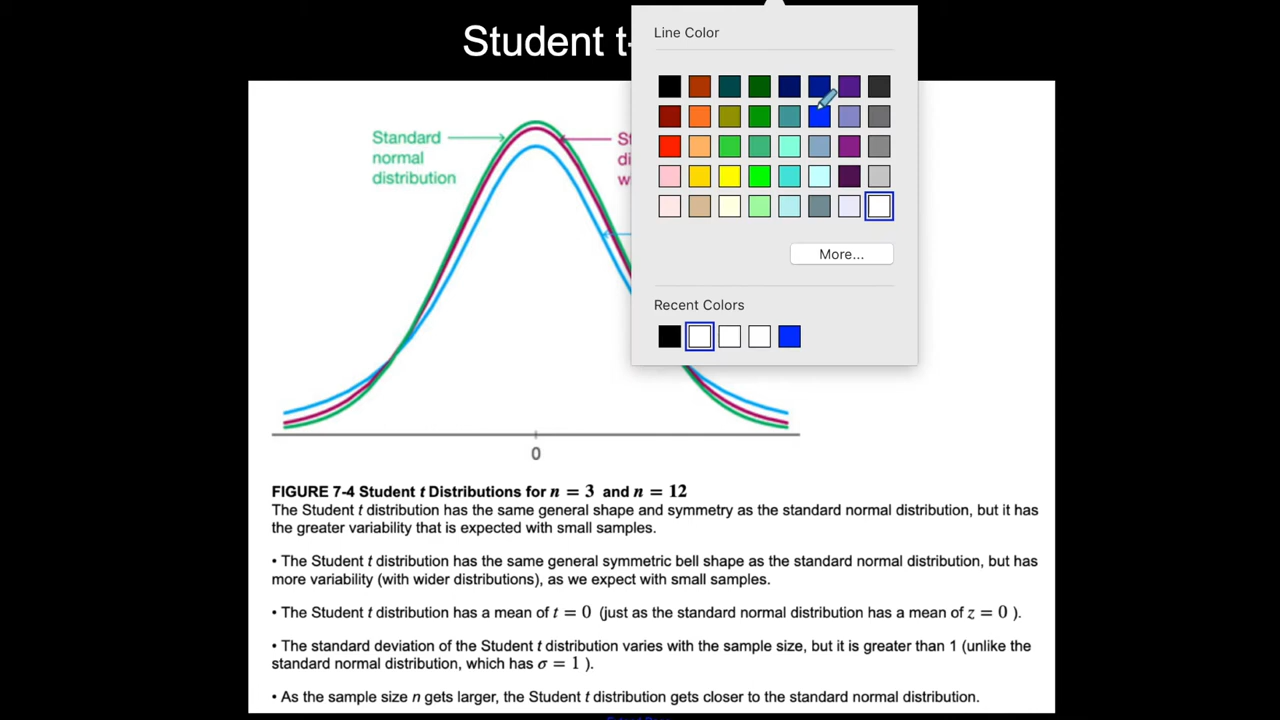 Student t-
Line Color
Standard
normal
distribution
St
di
w
More...
Recent Colors
0
FIGURE 7-4 Student t Distributions for n = 3 and n = 12
The Student t distribution has the same general shape and symmetry as the standard normal distribution, but it has
the greater variability that is expected with small samples.
• The Student t distribution has the same general symmetric bell shape as the standard normal distribution, but has
more variability (with wider distributions), as we expect with small samples.
• The Student t distribution has a mean of t = 0 (just as the standard normal distribution has a mean of z = 0 ).
• The standard deviation of the Student t distribution varies with the sample size, but it is greater than 1 (unlike the
standard normal distribution, which has σ = 1 ).
• As the sample size n gets larger, the Student t distribution gets closer to the standard normal distribution.